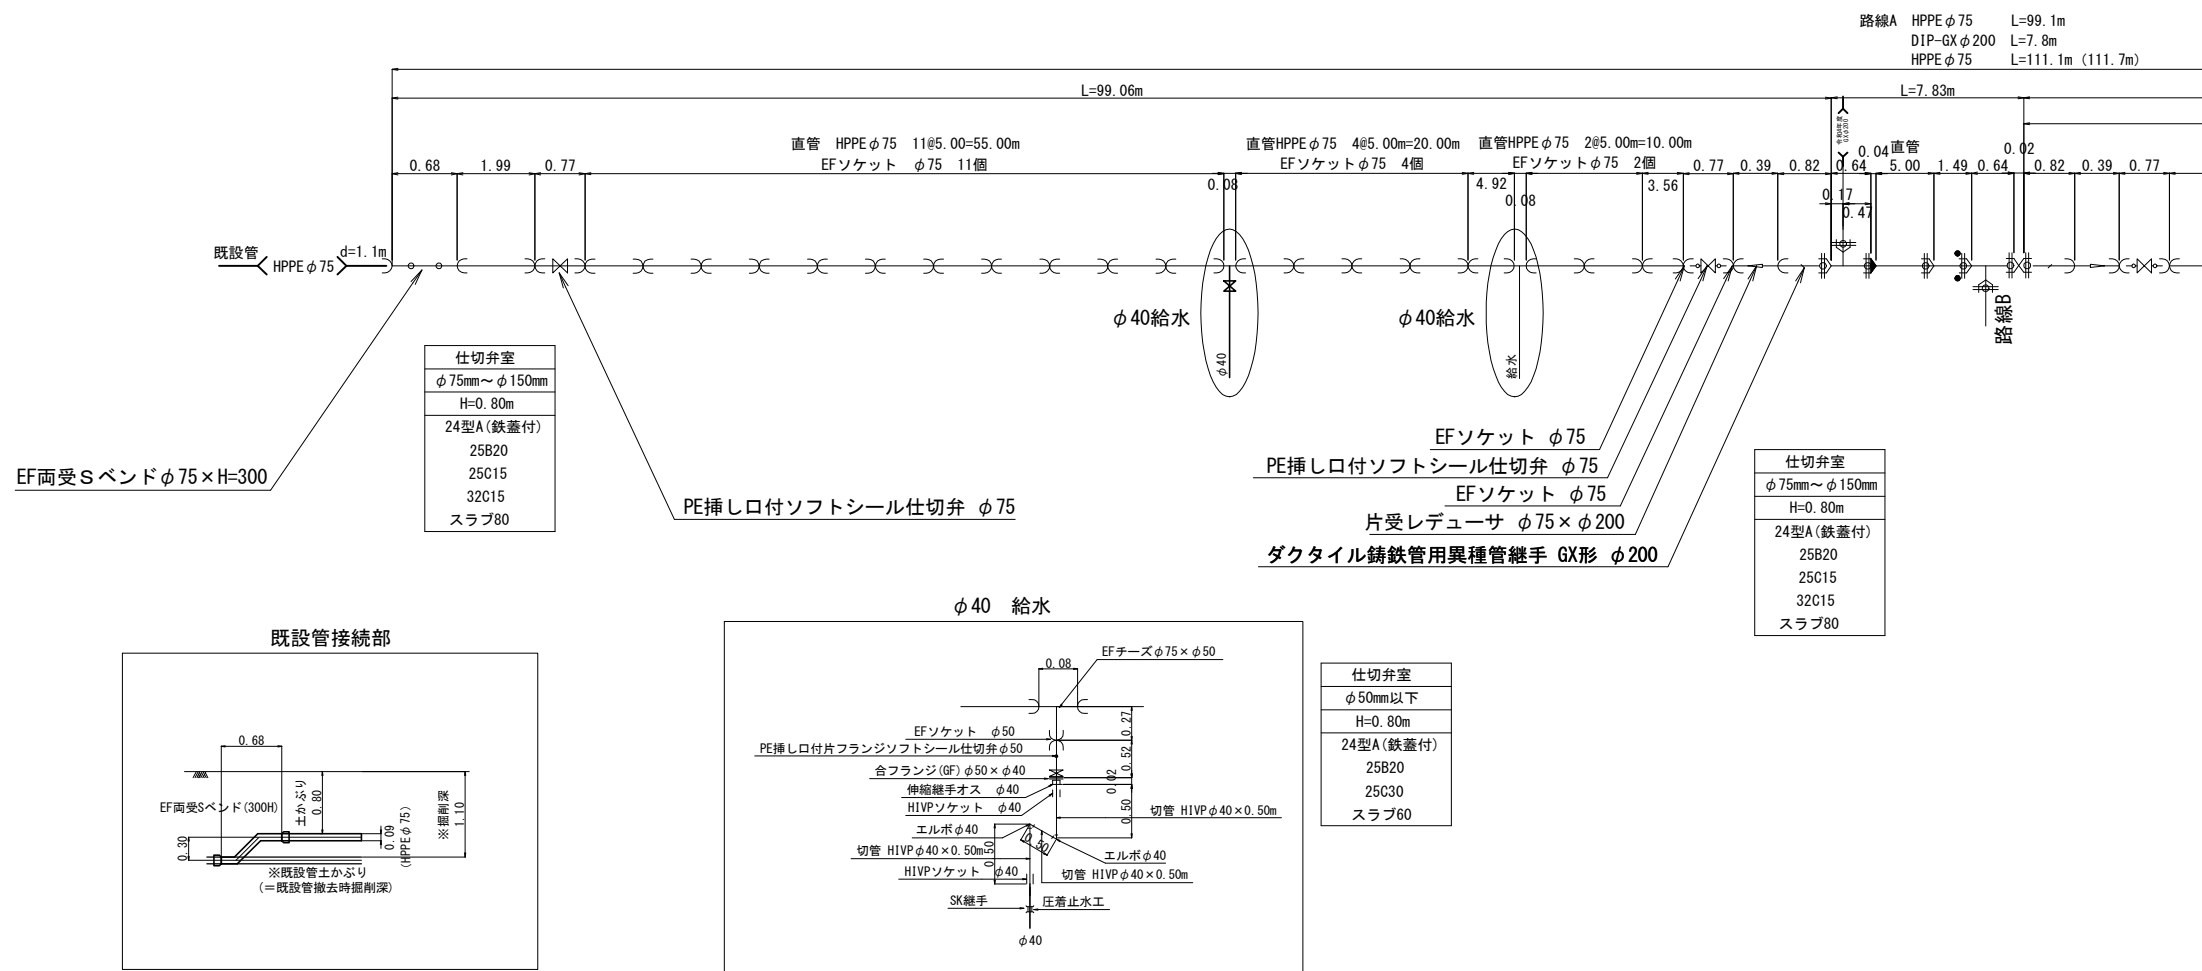 路線A HPPEφ75 L=99.1m
DIP-GXφ200 L=7.8m
HPPEφ75 L=111.1m (111.7m)
L=99.06m L=7.83m
直管 HPPEφ75 11@5.00=55.00m 直管HPPEφ75 4@5.00m=20.00m 直管HPPEφ75 2@5.00m=10.00m
EFソケット φ75 11個 EFソケットφ75 4個 EFソケットφ75 2個
GXφ200
0.04 直管 0.02
0.68 1.99 0.77 0.77 0.39 0.82 0.64 5.00 1.49 0.64 0.82 0.39 0.77
0.08 4.92 0.08 3.56 0.17 0.47
既設管 HPPEφ75 d=1.1m
φ40給水 φ40給水
φ40 給水 路線B
仕切弁室
φ75mm~φ150mm
H=0.80m
24型A(鉄蓋付)
25B20
25C15
32C15
スラブ80
EF両受Sベンドφ75×H=300
PE挿し口付ソフトシール仕切弁 φ75
EFソケット φ75
PE挿し口付ソフトシール仕切弁 φ75
EFソケット φ75
片受レデューサ φ75×φ200
ダクタイル鋳鉄管用異種管継手 GX形 φ200
仕切弁室
φ75mm~φ150mm
H=0.80m
24型A(鉄蓋付)
25B20
25C15
32C15
スラブ80
既設管接続部
0.68
EF両受Sベンド(300H)
土かぶり
0.80
※掘削深
1.10
0.30
0.09
(HPPEφ75)
※既設管土かぶり
(=既設管撤去時掘削深)
φ40 給水
EFチーズφ75×φ50
0.08
0.27
EFソケット φ50
PE挿し口付片フランジソフトシール仕切弁φ50
0.52
合フランジ(GF)φ50×φ40
0.02
伸縮継手オス φ40
HIVPソケット φ40
0.50
切管 HIVPφ40×0.50m
エルボφ40
0.50
切管 HIVPφ40×0.50m
0.50
エルボφ40
HIVPソケット φ40
切管 HIVPφ40×0.50m
SK継手 圧着止水工
φ40
仕切弁室
φ50mm以下
H=0.80m
24型A(鉄蓋付)
25B20
25C30
スラブ60